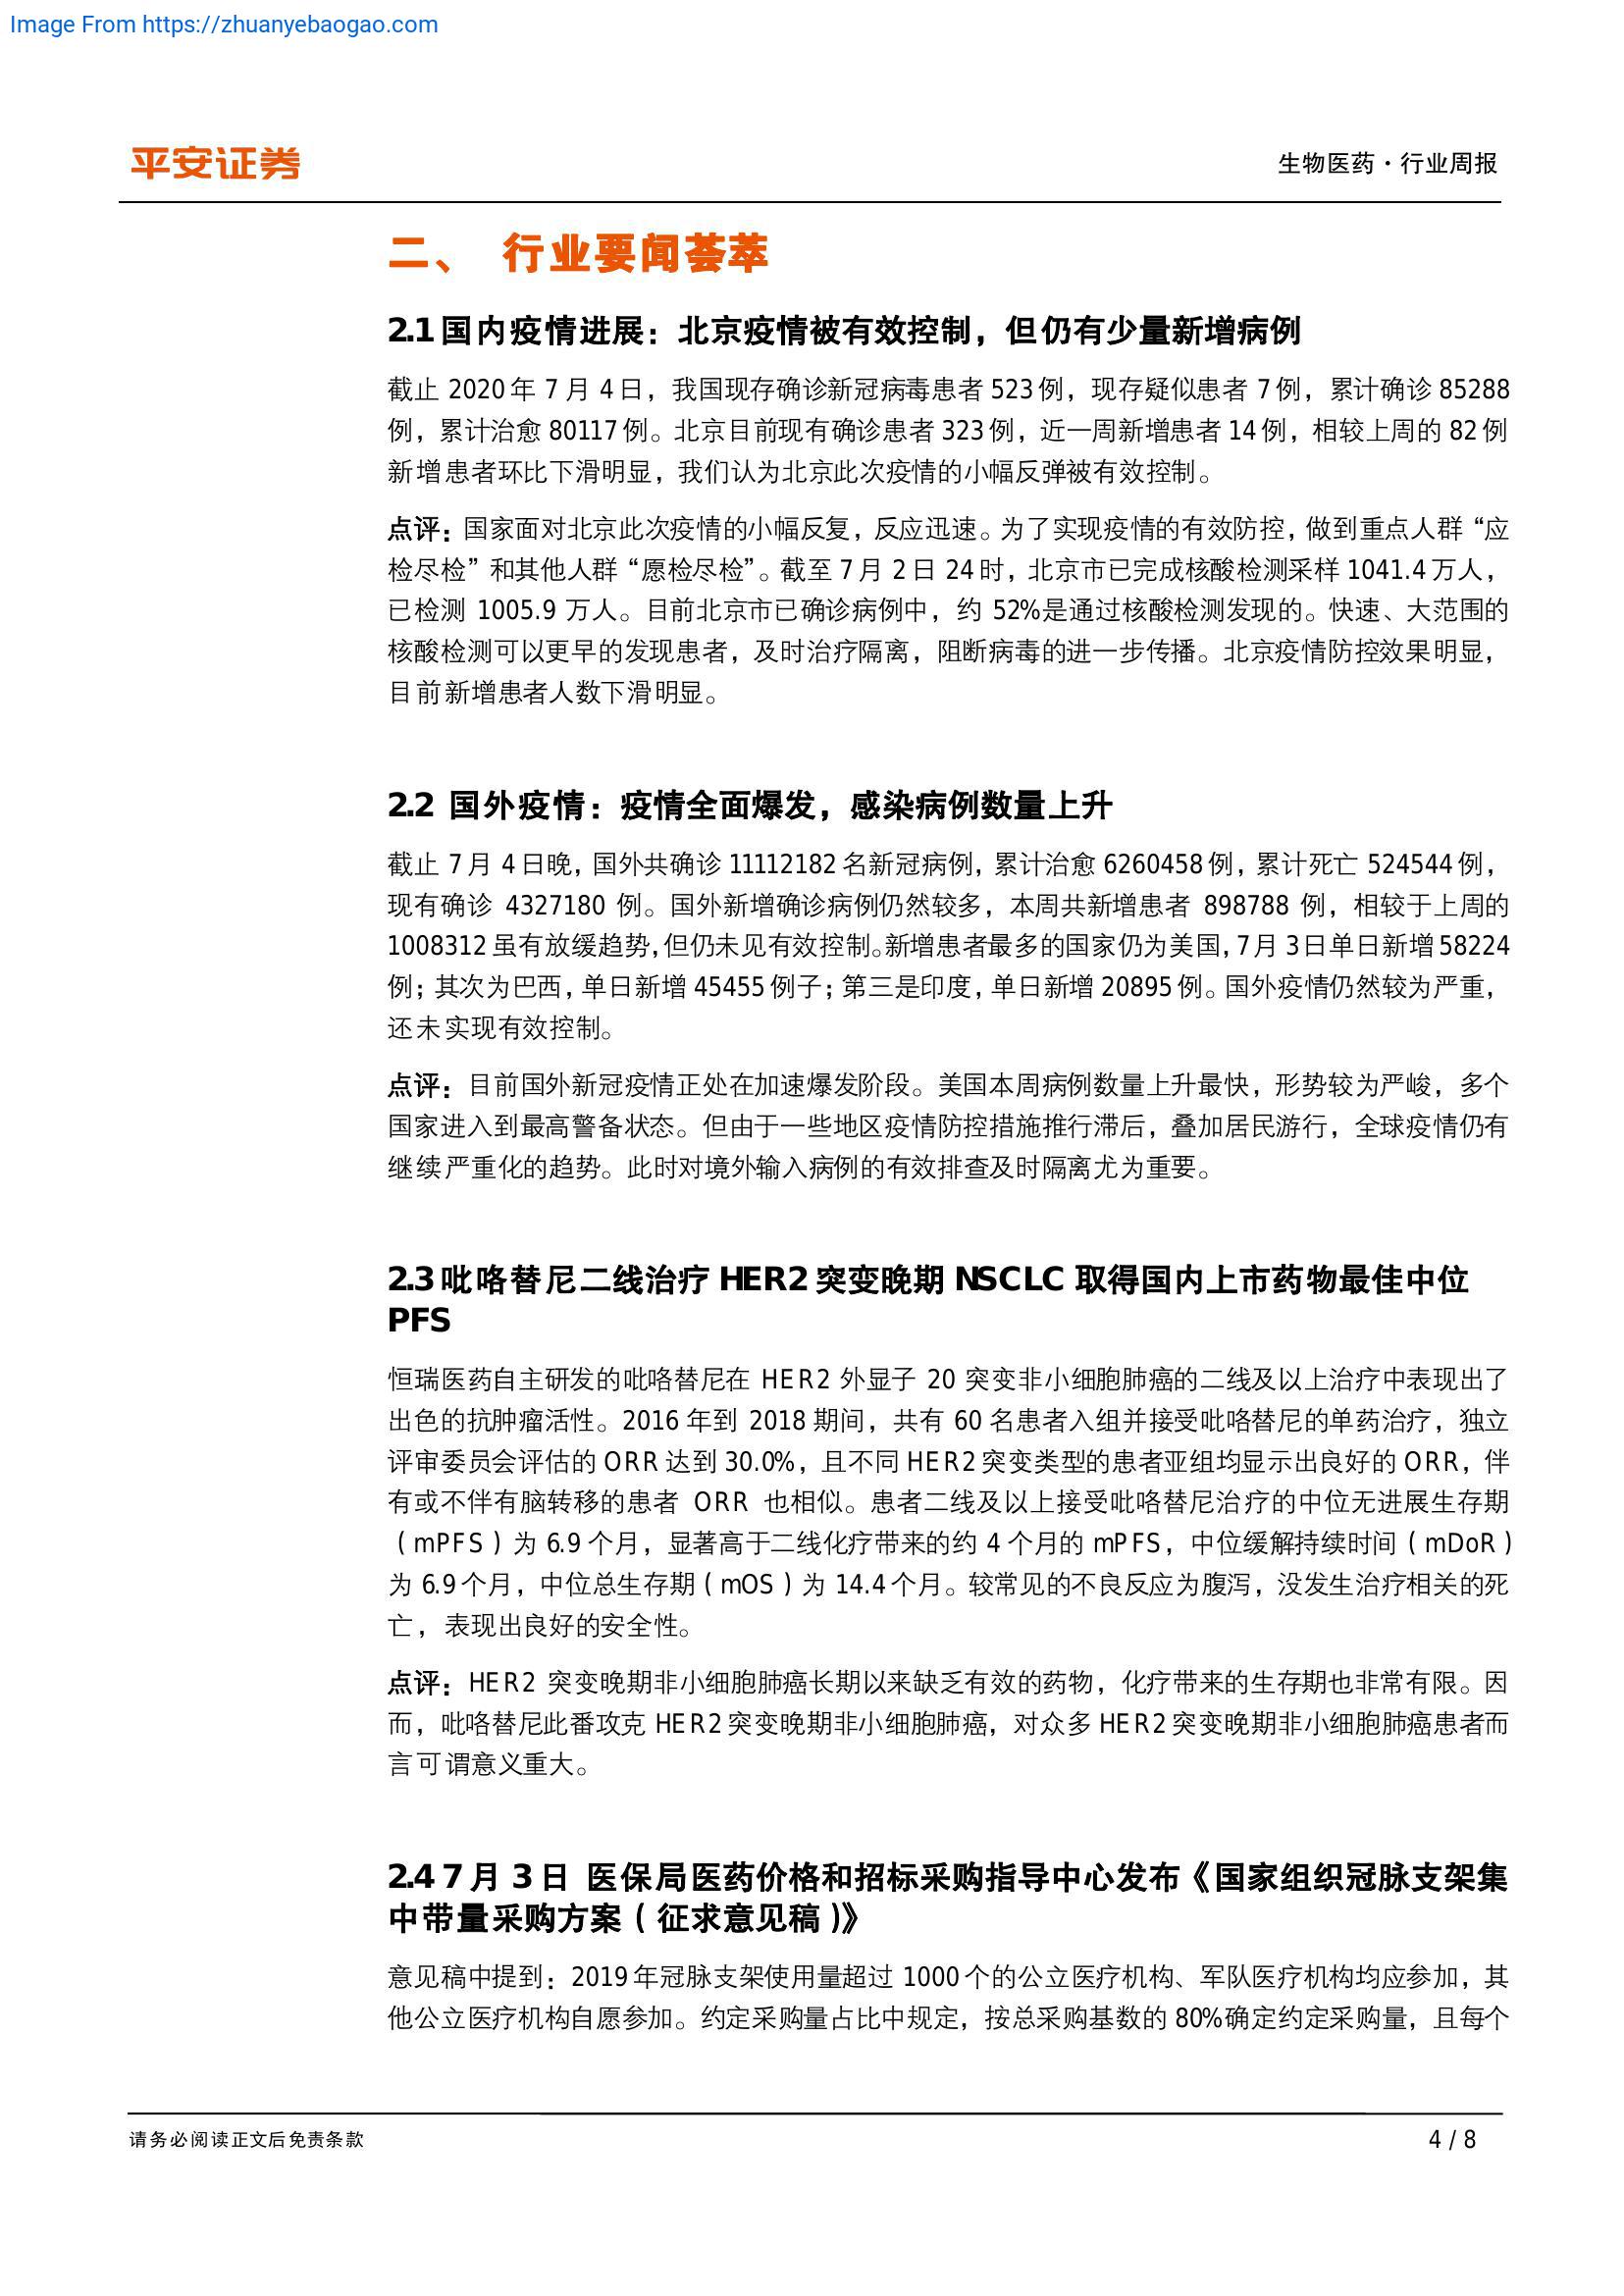 Image From https://zhuanyebaogao.com
平安证券
生物医药·行业周报
二、 行业要闻荟萃
2.1 国内疫情进展：北京疫情被有效控制，但仍有少量新增病例
截止 2020 年 7 月 4 日，我国现存确诊新冠病毒患者 523 例，现存疑似患者 7 例，累计确诊 85288
例，累计治愈 80117 例。北京目前现有确诊患者 323 例，近一周新增患者 14 例，相较上周的 82 例
新增患者环比下滑明显，我们认为北京此次疫情的小幅反弹被有效控制。
点评：国家面对北京此次疫情的小幅反复，反应迅速。为了实现疫情的有效防控，做到重点人群“应
检尽检”和其他人群“愿检尽检”。截至 7 月 2 日 24 时，北京市已完成核酸检测采样 1041.4 万人，
已检测 1005.9 万人。目前北京市已确诊病例中，约 52%是通过核酸检测发现的。快速、大范围的
核酸检测可以更早的发现患者，及时治疗隔离，阻断病毒的进一步传播。北京疫情防控效果明显，
目前新增患者人数下滑明显。
2.2 国外疫情：疫情全面爆发，感染病例数量上升
截止 7 月 4 日晚，国外共确诊 11112182 名新冠病例，累计治愈 6260458 例，累计死亡 524544 例，
现有确诊 4327180 例。国外新增确诊病例仍然较多，本周共新增患者 898788 例，相较于上周的
1008312 虽有放缓趋势，但仍未见有效控制。新增患者最多的国家仍为美国，7 月 3 日单日新增 58224
例；其次为巴西，单日新增 45455 例子；第三是印度，单日新增 20895 例。国外疫情仍然较为严重，
还未实现有效控制。
点评：目前国外新冠疫情正处在加速爆发阶段。美国本周病例数量上升最快，形势较为严峻，多个
国家进入到最高警备状态。但由于一些地区疫情防控措施推行滞后，叠加居民游行，全球疫情仍有
继续严重化的趋势。此时对境外输入病例的有效排查及时隔离尤为重要。
2.3 吡咯替尼二线治疗 HER2 突变晚期 NSCLC 取得国内上市药物最佳中位
PFS
恒瑞医药自主研发的吡咯替尼在 HER2 外显子 20 突变非小细胞肺癌的二线及以上治疗中表现出了
出色的抗肿瘤活性。2016 年到 2018 期间，共有 60 名患者入组并接受吡咯替尼的单药治疗，独立
评审委员会评估的 ORR 达到 30.0%，且不同 HER2 突变类型的患者亚组均显示出良好的 ORR，伴
有或不伴有脑转移的患者 ORR 也相似。患者二线及以上接受吡咯替尼治疗的中位无进展生存期
（mPFS）为 6.9 个月，显著高于二线化疗带来的约 4 个月的 mPFS，中位缓解持续时间（mDoR）
为 6.9 个月，中位总生存期（mOS）为 14.4 个月。较常见的不良反应为腹泻，没发生治疗相关的死
亡，表现出良好的安全性。
点评：HER2 突变晚期非小细胞肺癌长期以来缺乏有效的药物，化疗带来的生存期也非常有限。因
而，吡咯替尼此番攻克 HER2 突变晚期非小细胞肺癌，对众多 HER2 突变晚期非小细胞肺癌患者而
言可谓意义重大。
2.4 7 月 3 日 医保局医药价格和招标采购指导中心发布《国家组织冠脉支架集
中带量采购方案（征求意见稿）》
意见稿中提到：2019 年冠脉支架使用量超过 1000 个的公立医疗机构、军队医疗机构均应参加，其
他公立医疗机构自愿参加。约定采购量占比中规定，按总采购基数的 80%确定约定采购量，且每个
请务必阅读正文后免责条款
4 / 8